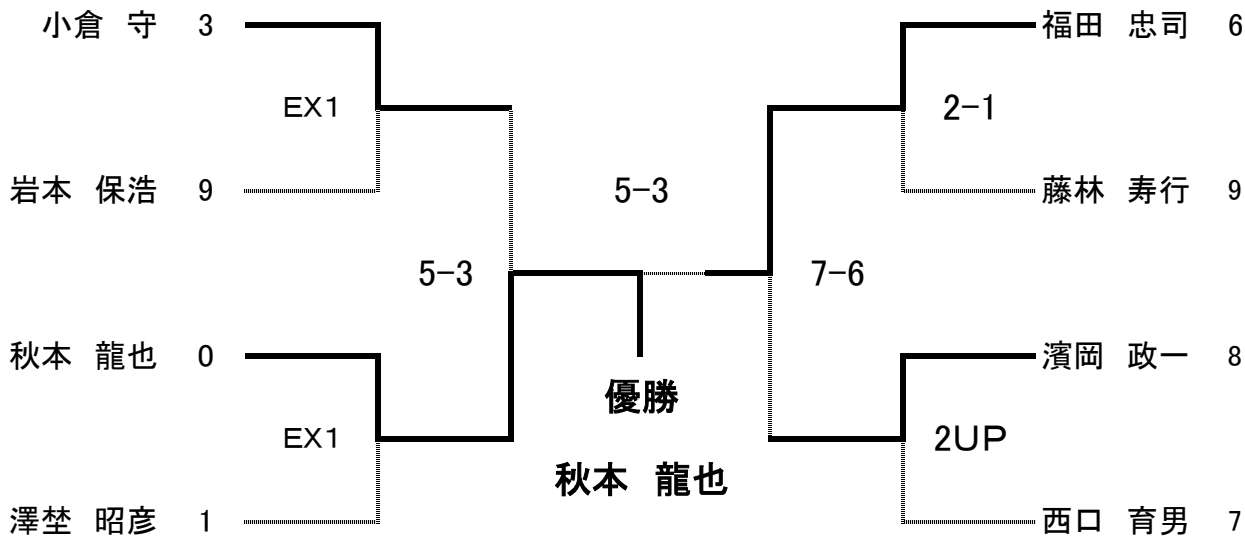 小倉　守　3
福田　忠司　6
EX1
2-1
岩本　保浩　9
5-3
藤林　寿行　9
5-3
7-6
秋本　龍也　0
濱岡　政一　8
優勝
EX1
2UP
秋本　龍也
澤埜　昭彦　1
西口　育男　7